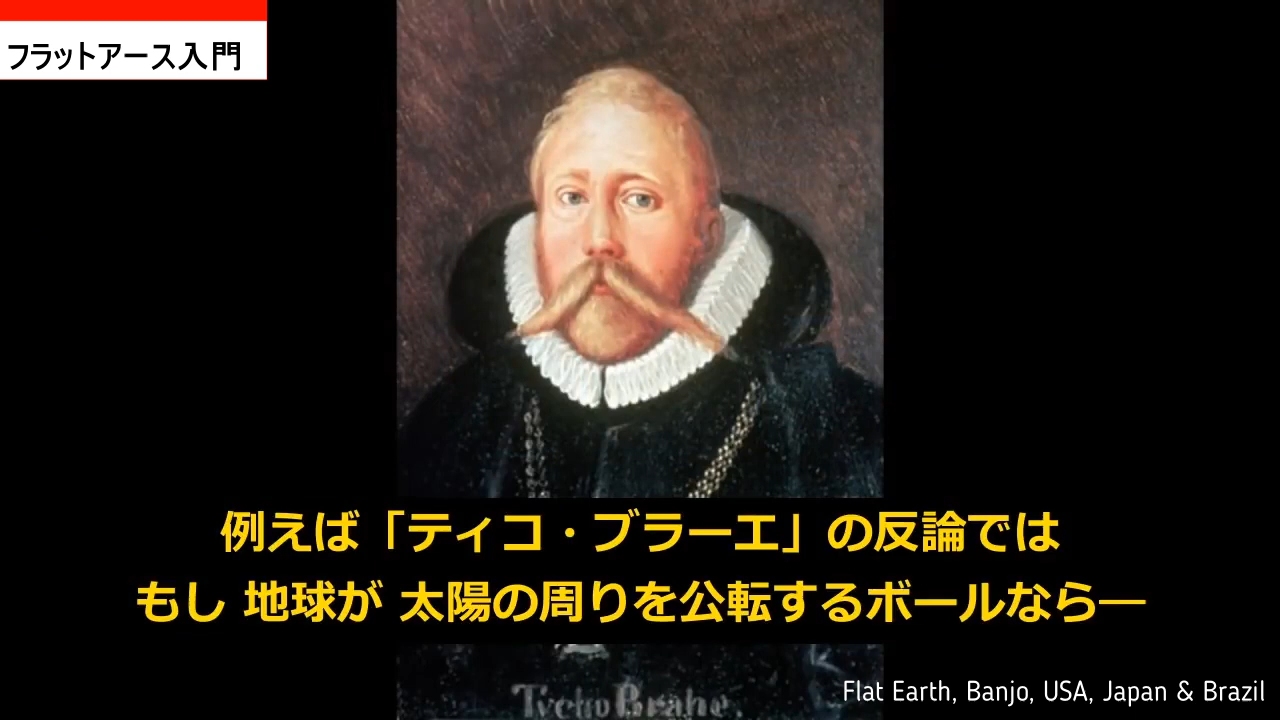 フラットアース入門
例えば「ティコ・ブラーエ」の反論では
もし 地球が 太陽の周りを公転するボールなら―
Tycho Brahe.
Flat Earth, Banjo, USA, Japan & Brazil